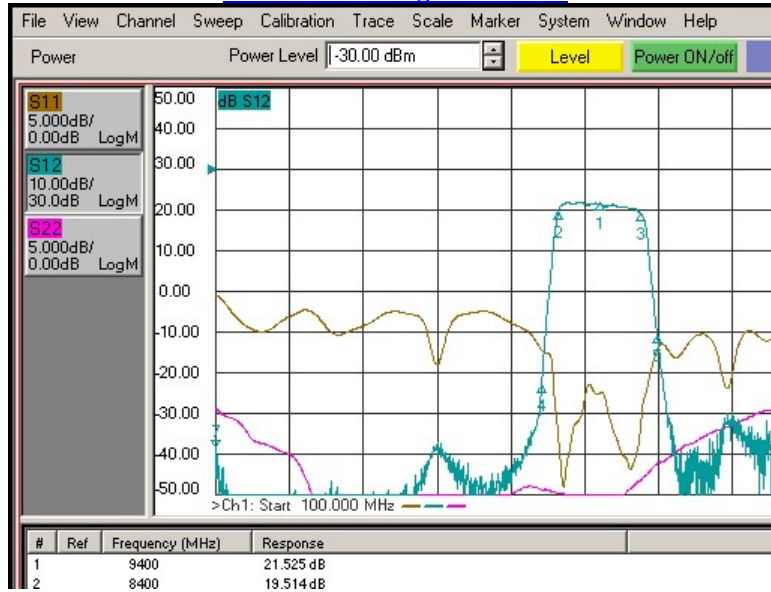 File View Channel Sweep Calibration Trace Scale Marker System Window Help
Power Power Level -30.00 dBm Level Power ON/off
S11
5.000dB/
0.00dB LogM
S12
10.00dB/
30.0dB LogM
S22
5.000dB/
0.00dB LogM
50.00
dB S12
40.00
30.00
20.00
10.00
0.00
-10.00
-20.00
-30.00
-40.00
-50.00
2 1 3
4
>Ch1: Start 100.000 MHz
# Ref Frequency (MHz) Response
1 9400 21.525 dB
2 8400 19.514 dB